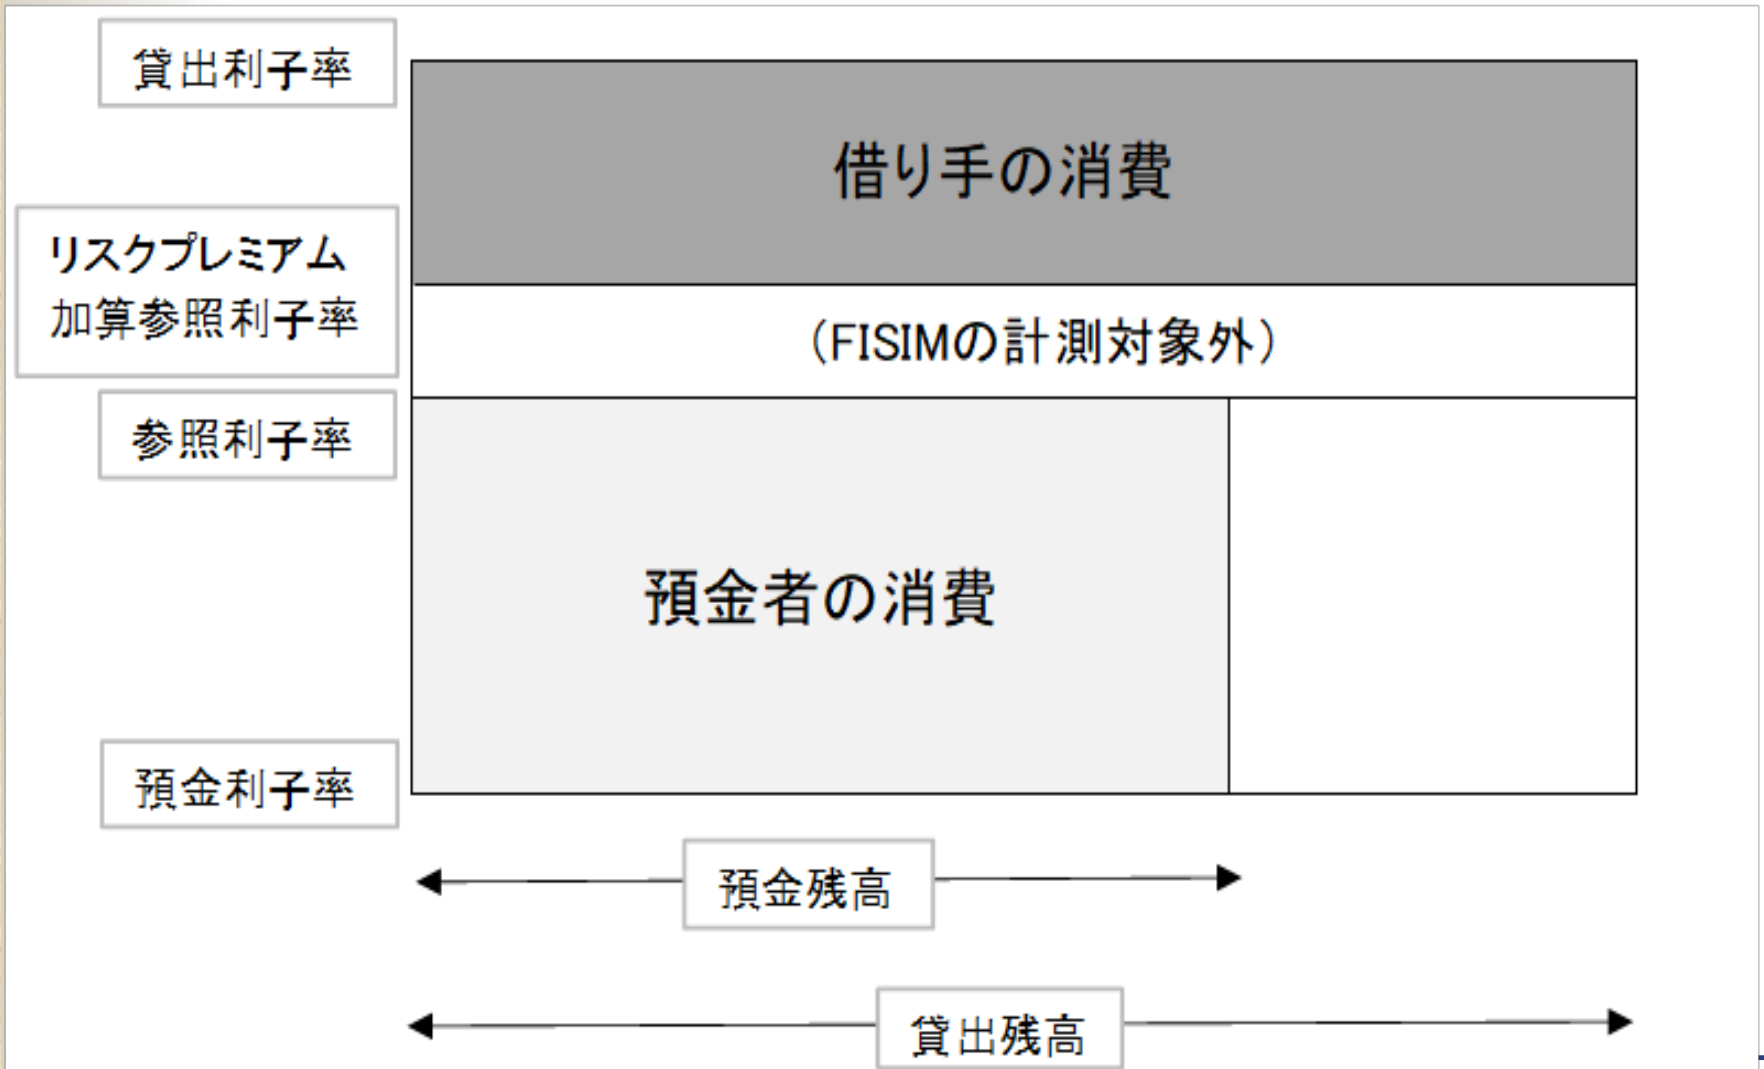 貸出利子率
借り手の消費
リスクプレミアム
加算参照利子率
（FISIMの計測対象外）
参照利子率
預金者の消費
預金利子率
預金残高
貸出残高